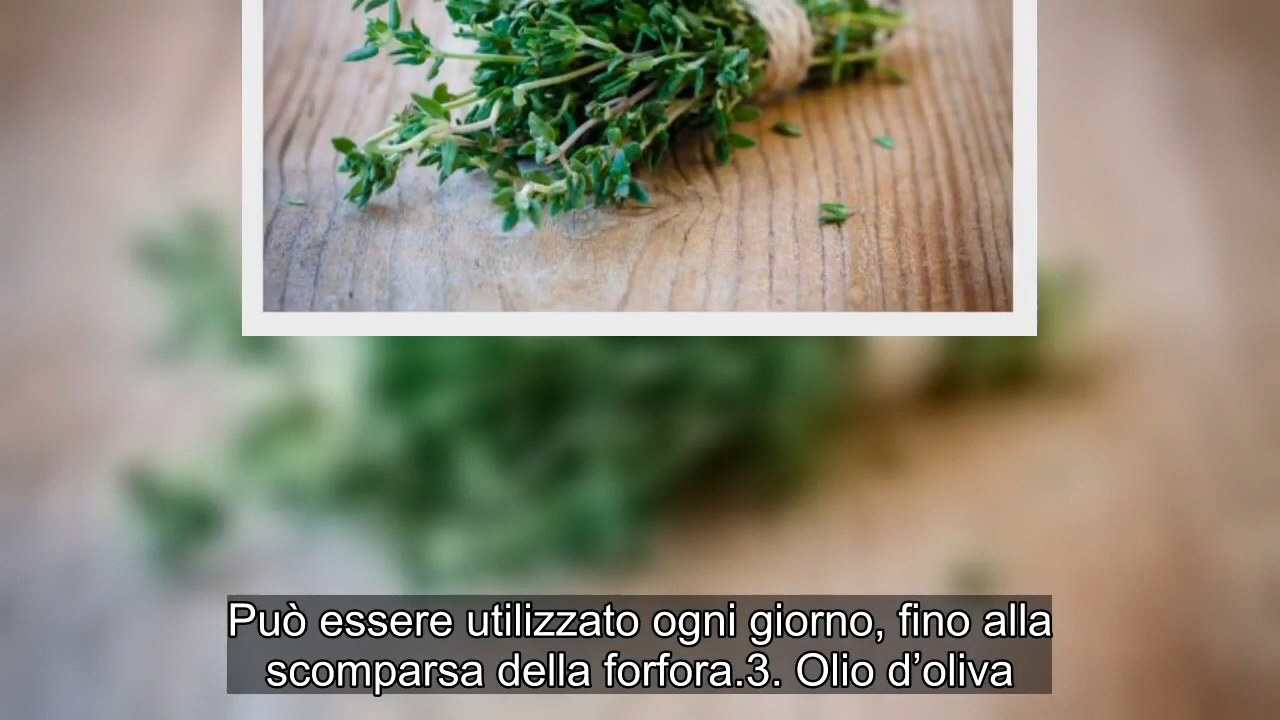 Può essere utilizzato ogni giorno, fino alla
scomparsa della forfora.3. Olio d’oliva